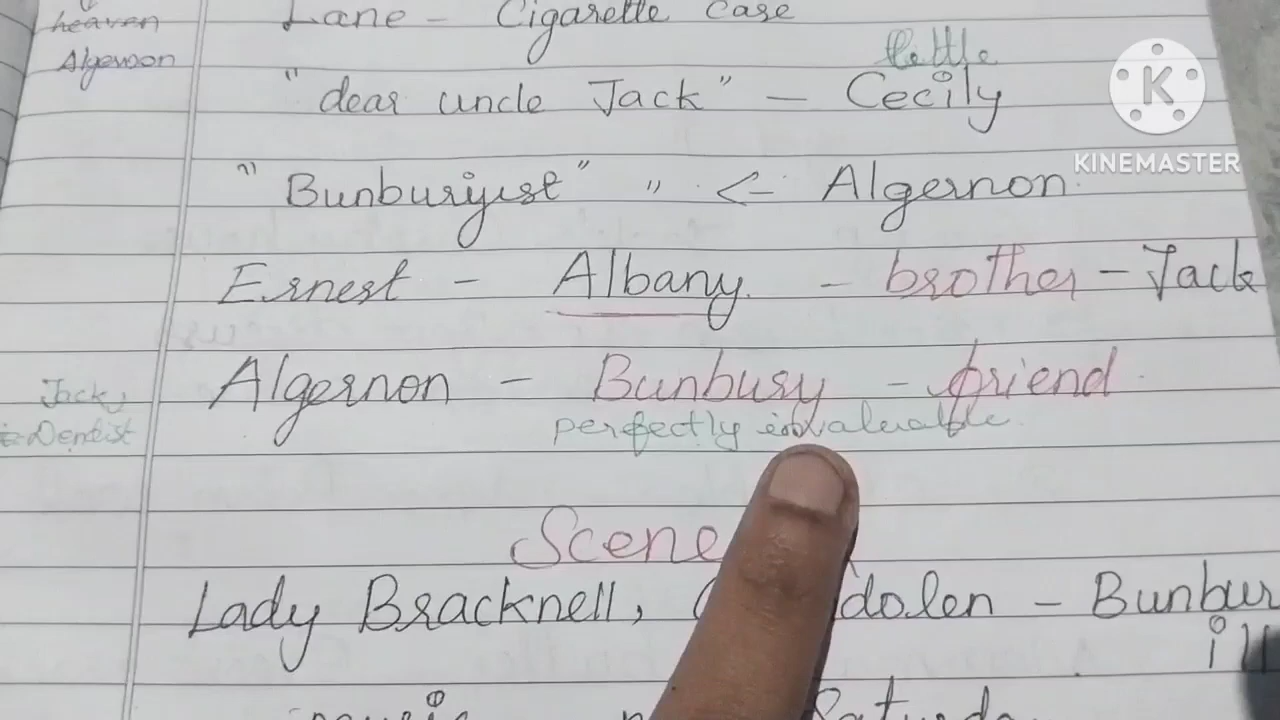 heaven
Algernon
Lane - Cigarette case
little
"dear uncle Jack" - Cecily
K
KINEMASTER
"Bunburyist" " <- Algernon.
Ernest - Albany - brother - Jack
Algernon - Bunbury - friend
perfectly invaluable
Jack,
Dentist
Scene
Lady Bracknell, dolen - Bunbur
ill